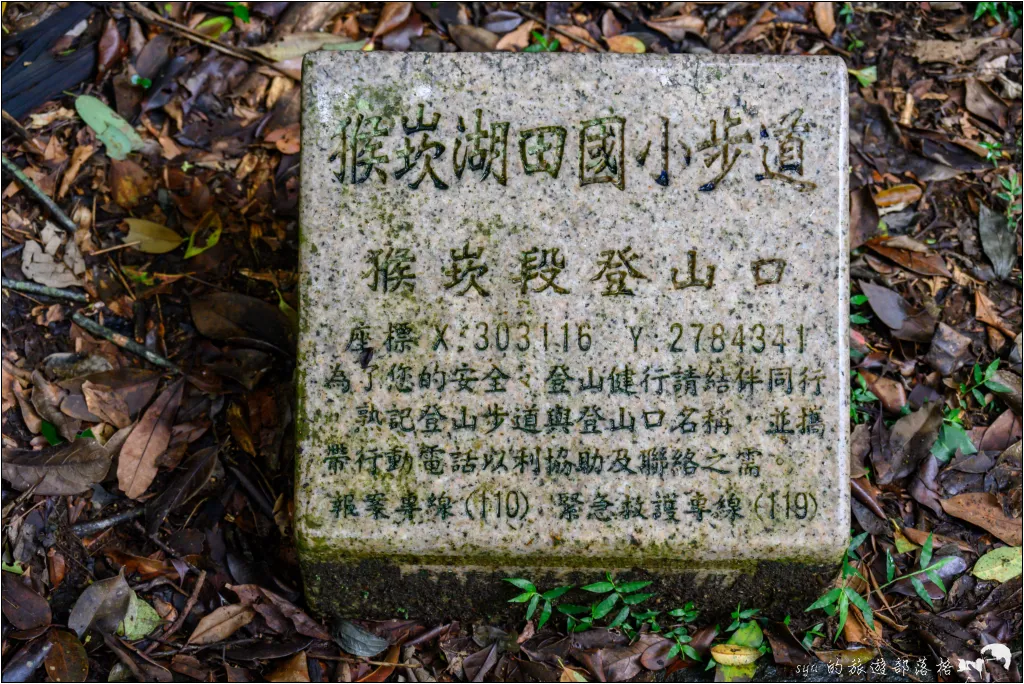 猴崁湖田國小步道
猴崁段登山口
座標 X:303116 Y:2784341
為了您的安全、登山健行請結伴同行
，熟記登山步道與登山口名稱，並攜
帶行動電話以利協助及聯絡之需。
報案專線(110)、緊急救護專線(119)
sya的旅遊部落格